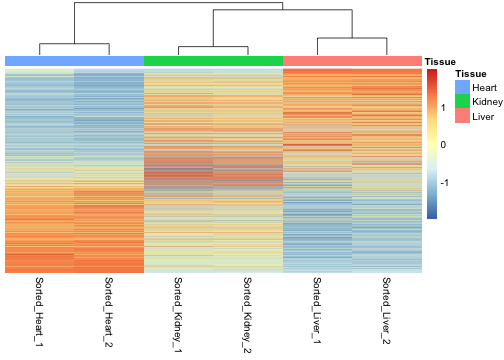 Tissue
Tissue
Heart
Kidney
Liver
1
0
-1
Sorted_Heart_1
Sorted_Heart_2
Sorted_Kidney_1
Sorted_Kidney_2
Sorted_Liver_1
Sorted_Liver_2